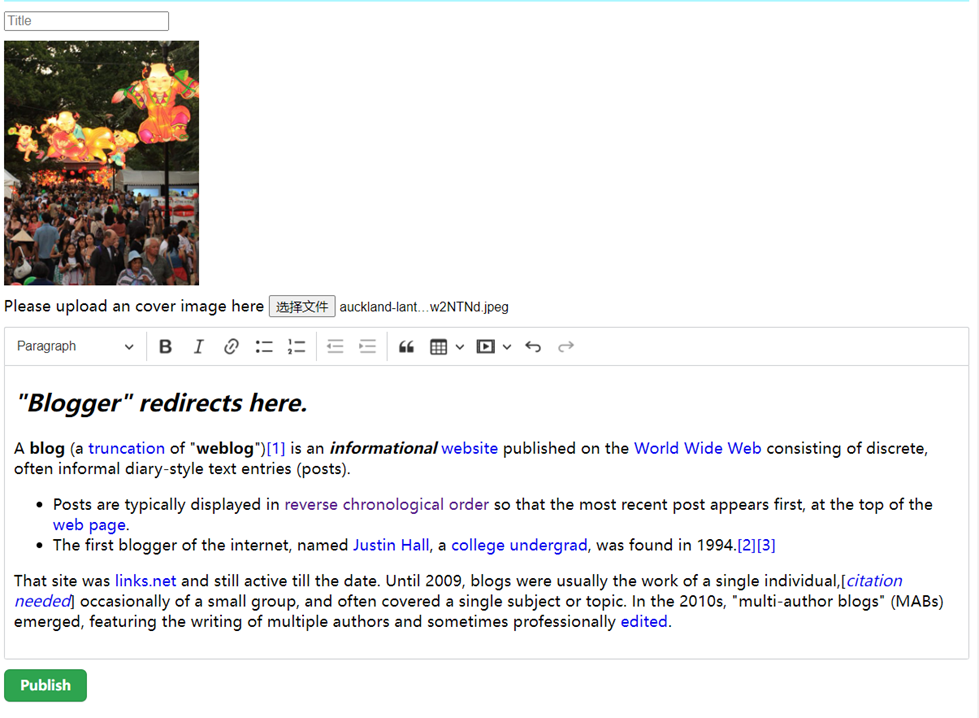 Title
Please upload an cover image here 选择文件 auckland-lant...w2NTNd.jpeg
Paragraph B I
"Blogger" redirects here.
A blog (a truncation of "weblog")[1] is an informational website published on the World Wide Web consisting of discrete,
often informal diary-style text entries (posts).
• Posts are typically displayed in reverse chronological order so that the most recent post appears first, at the top of the
web page.
• The first blogger of the internet, named Justin Hall, a college undergrad, was found in 1994.[2][3]
That site was links.net and still active till the date. Until 2009, blogs were usually the work of a single individual,[citation
needed] occasionally of a small group, and often covered a single subject or topic. In the 2010s, "multi-author blogs" (MABs)
emerged, featuring the writing of multiple authors and sometimes professionally edited.
Publish